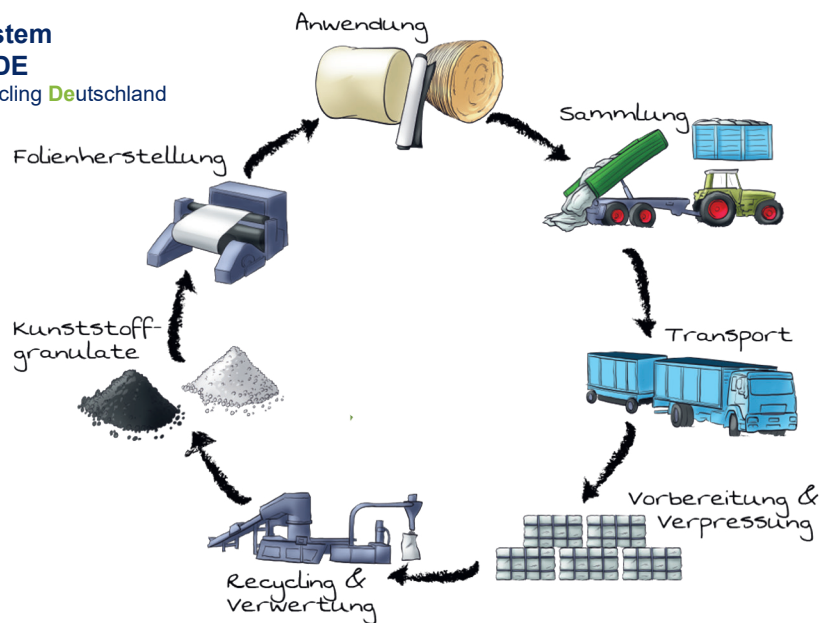 stem
DE
cling Deutschland
Anwendung
Sammlung
Folienherstellung
Transport
Kunststoff-
granulate
Vorbereitung &
Verpressung
Recycling &
Verwertung